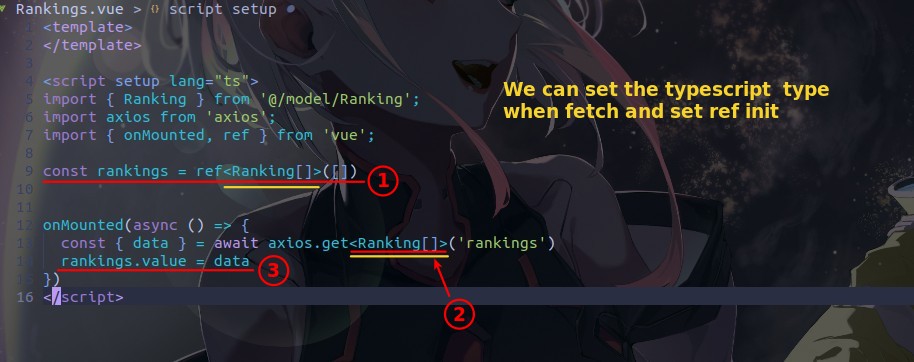 Rankings.vue > {} script setup
1 <template>
2 </template>
3
4 <script setup lang="ts">
5 import { Ranking } from '@/model/Ranking';
6 import axios from 'axios';
7 import { onMounted, ref } from 'vue';
8
9 const rankings = ref<Ranking[]>([])
10
11
12 onMounted(async () => {
13 const { data } = await axios.get<Ranking[]>('rankings')
14 rankings.value = data
15 })
16 </script>
We can set the typescript type
when fetch and set ref init
1
2
3